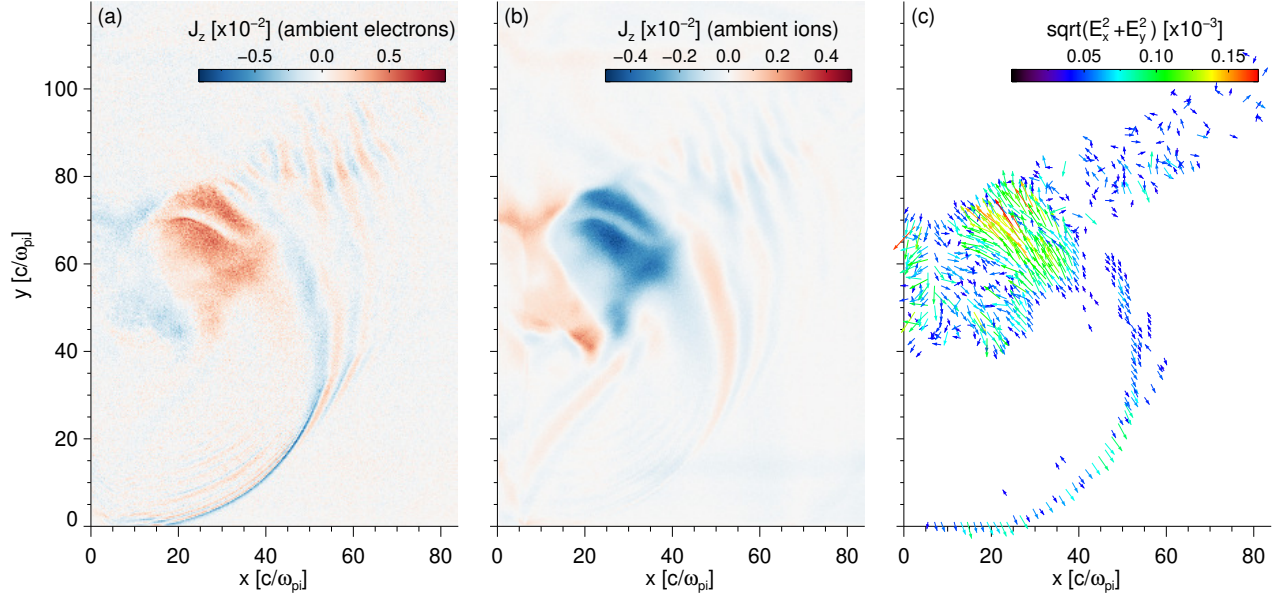 (a)
J_z [x10^-2] (ambient electrons)
−0.5 0.0 0.5
(b)
J_z [x10^-2] (ambient ions)
−0.4 −0.2 0.0 0.2 0.4
(c)
sqrt(E_x^2+E_y^2) [x10^-3]
0.05 0.10 0.15
y [c/ω_pi]
100
80
60
40
20
0
0 20 40 60 80
x [c/ω_pi]
0 20 40 60 80
x [c/ω_pi]
0 20 40 60 80
x [c/ω_pi]